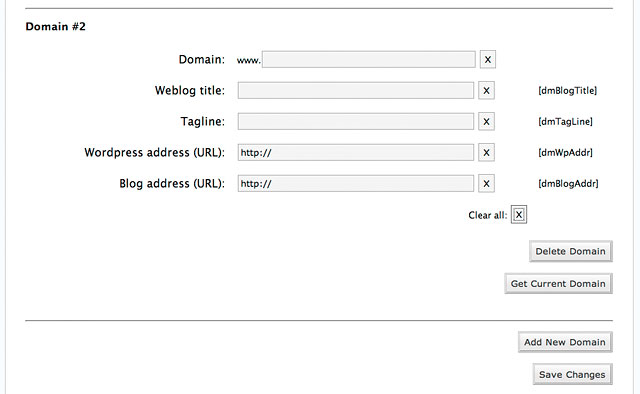 Domain #2
Domain: www. X
Weblog title: X [dmBlogTitle]
Tagline: X [dmTagLine]
Wordpress address (URL): http:// X [dmWpAddr]
Blog address (URL): http:// X [dmBlogAddr]
Clear all: X
Delete Domain
Get Current Domain
Add New Domain
Save Changes